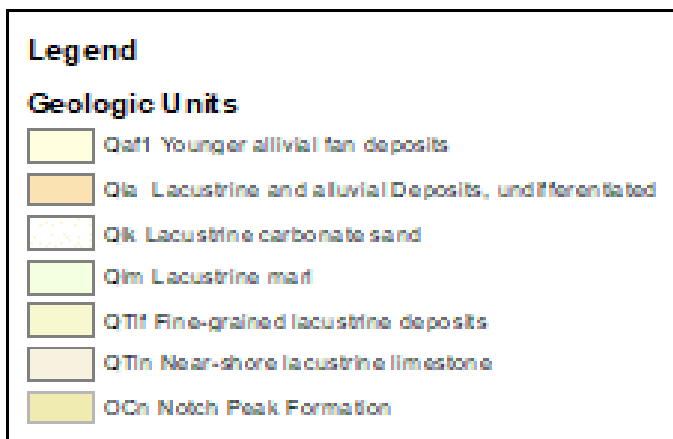 Legend
Geologic Units
Qaf1 Younger allivial fan deposits
Qla Lacustrine and alluvial Deposits, undifferentiated
Qlk Lacustrine carbonate sand
Qlm Lacustrine marl
QTlf Fine-grained lacustrine deposits
QTln Near-shore lacustrine limestone
OCn Notch Peak Formation